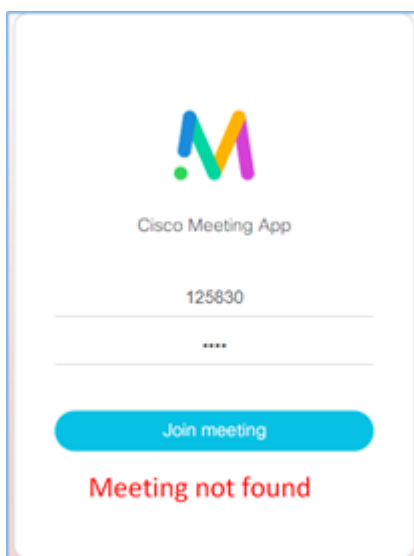 Cisco Meeting App
125830
••••
Join meeting
Meeting not found